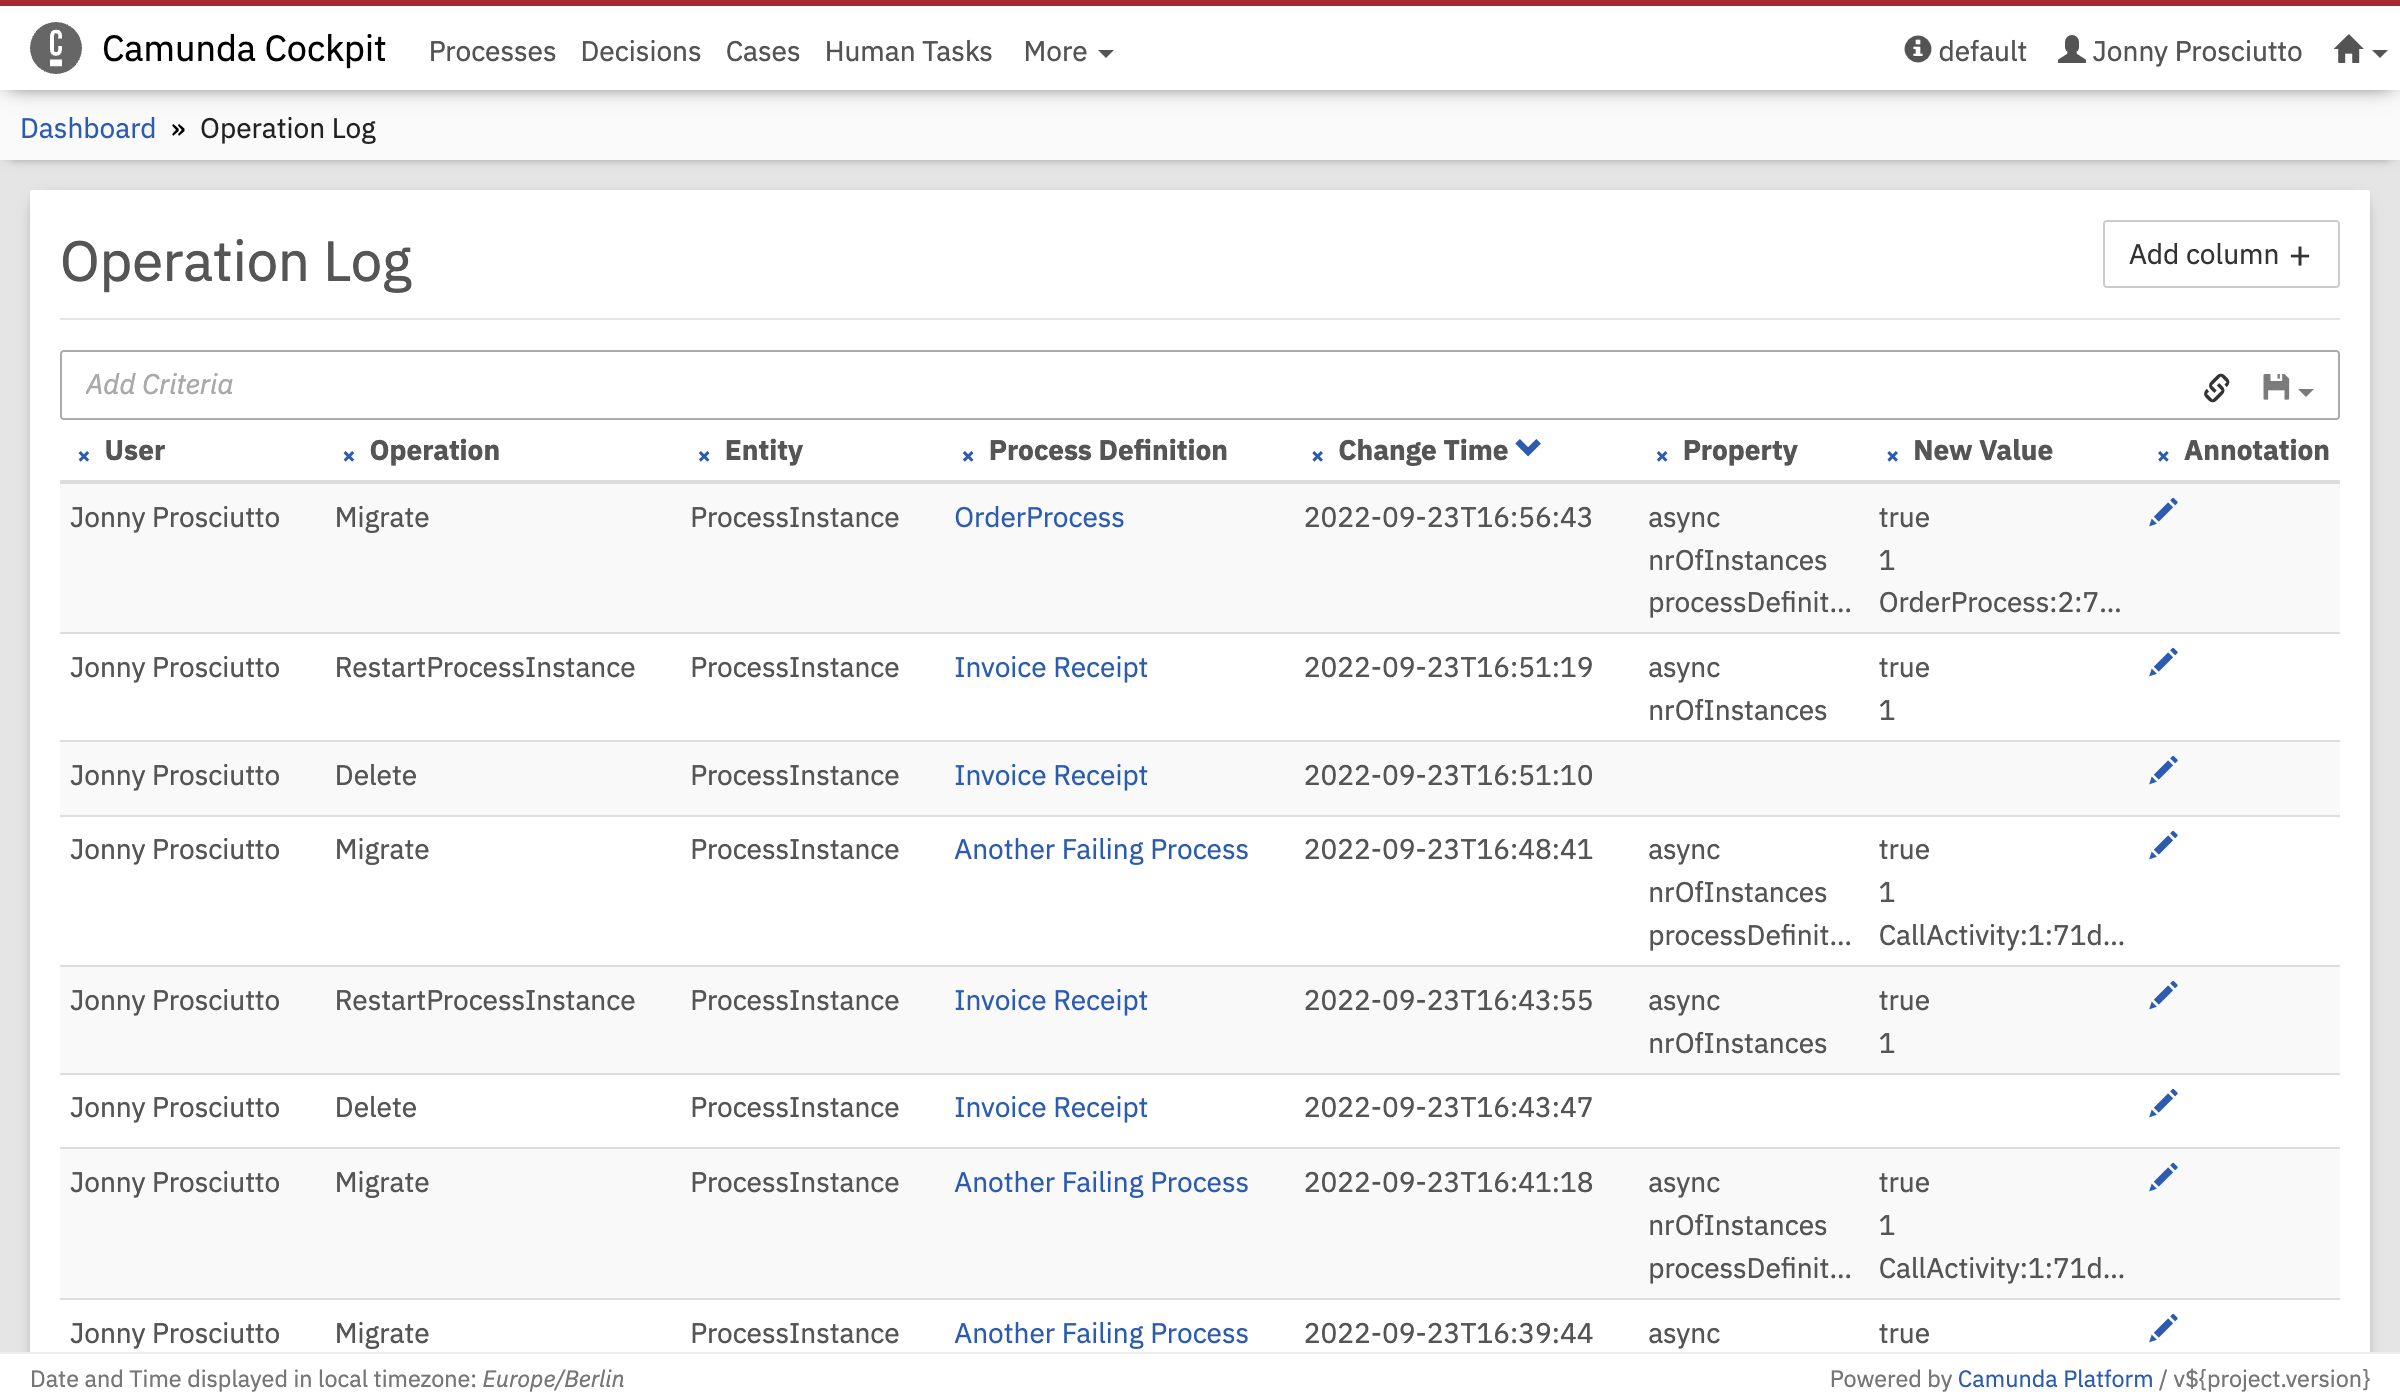 Camunda Cockpit Processes Decisions Cases Human Tasks More default Jonny Prosciutto
Dashboard » Operation Log
Operation Log Add column +
Add Criteria
× User × Operation × Entity × Process Definition × Change Time × Property × New Value × Annotation
Jonny Prosciutto Migrate ProcessInstance OrderProcess 2022-09-23T16:56:43 async true
nrOfInstances 1
processDefinit... OrderProcess:2:7...
Jonny Prosciutto RestartProcessInstance ProcessInstance Invoice Receipt 2022-09-23T16:51:19 async true
nrOfInstances 1
Jonny Prosciutto Delete ProcessInstance Invoice Receipt 2022-09-23T16:51:10
Jonny Prosciutto Migrate ProcessInstance Another Failing Process 2022-09-23T16:48:41 async true
nrOfInstances 1
processDefinit... CallActivity:1:71d...
Jonny Prosciutto RestartProcessInstance ProcessInstance Invoice Receipt 2022-09-23T16:43:55 async true
nrOfInstances 1
Jonny Prosciutto Delete ProcessInstance Invoice Receipt 2022-09-23T16:43:47
Jonny Prosciutto Migrate ProcessInstance Another Failing Process 2022-09-23T16:41:18 async true
nrOfInstances 1
processDefinit... CallActivity:1:71d...
Jonny Prosciutto Migrate ProcessInstance Another Failing Process 2022-09-23T16:39:44 async true
Date and Time displayed in local timezone: Europe/Berlin Powered by Camunda Platform / v${project.version}